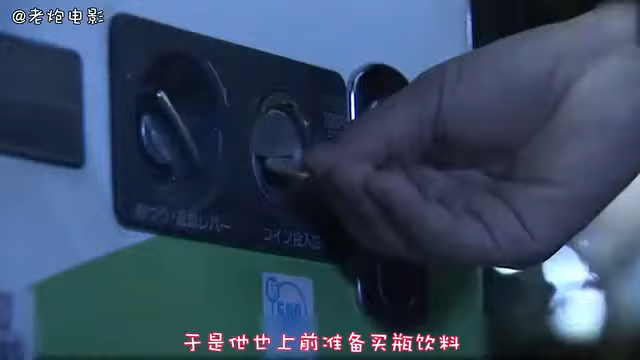 @老炮电影
おつり・返却レバー
コイン投入口
于是他也上前准备买瓶饮料